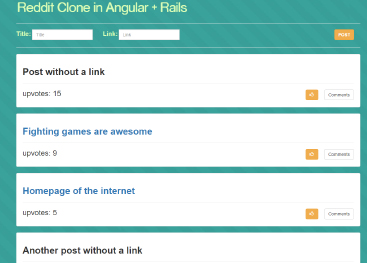 Reddit Clone in Angular + Rails
Title: Title Link: Link POST
Post without a link
upvotes: 15 Comments
Fighting games are awesome
upvotes: 9 Comments
Homepage of the internet
upvotes: 5 Comments
Another post without a link